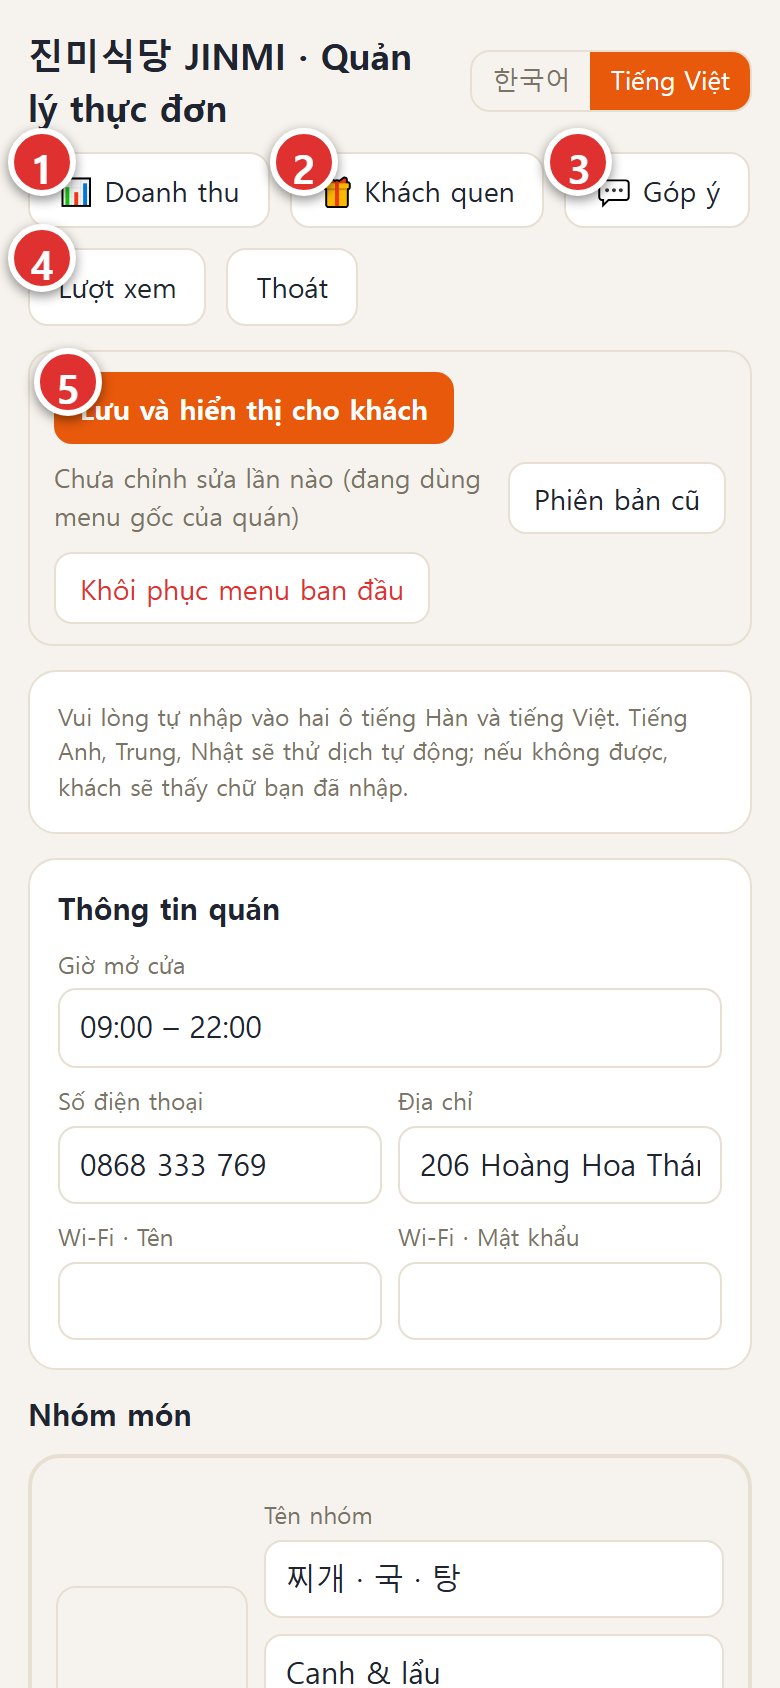 진미식당 JINMI · Quản
lý thực đơn
한국어
Tiếng Việt
1
Doanh thu
2
Khách quen
3
Góp ý
4
Lượt xem
Thoát
5
Lưu và hiển thị cho khách
Chưa chỉnh sửa lần nào (đang dùng
menu gốc của quán)
Phiên bản cũ
Khôi phục menu ban đầu
Vui lòng tự nhập vào hai ô tiếng Hàn và tiếng Việt. Tiếng
Anh, Trung, Nhật sẽ thử dịch tự động; nếu không được,
khách sẽ thấy chữ bạn đã nhập.
Thông tin quán
Giờ mở cửa
09:00 – 22:00
Số điện thoại
Địa chỉ
0868 333 769
206 Hoàng Hoa
Wi-Fi · Tên
Wi-Fi · Mật khẩu
Nhóm món
Tên nhóm
찌개 · 국 · 탕
Canh & lẩu